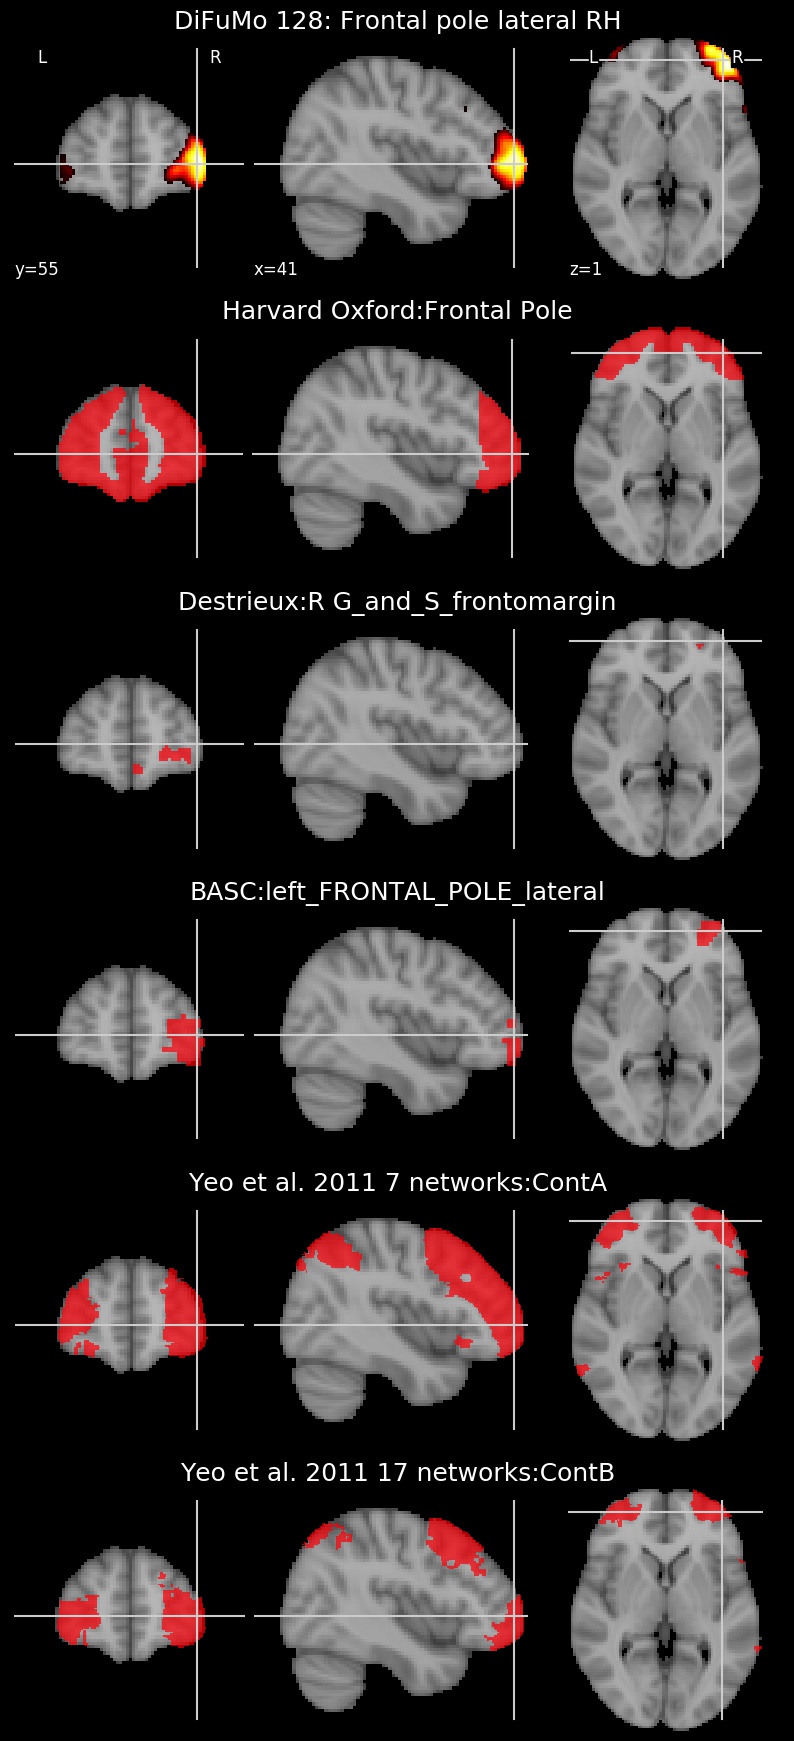 DiFuMo 128: Frontal pole lateral RH
L R L R
y=55 x=41 z=1
Harvard Oxford:Frontal Pole
Destrieux:R G_and_S_frontomargin
BASC:left_FRONTAL_POLE_lateral
Yeo et al. 2011 7 networks:ContA
Yeo et al. 2011 17 networks:ContB